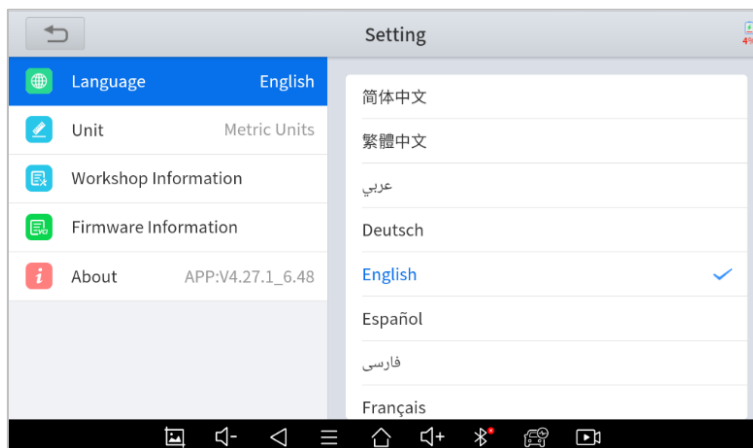 Setting
4%
Language English
Unit Metric Units
Workshop Information
Firmware Information
About APP:V4.27.1_6.48
简体中文
繁體中文
عربي
Deutsch
English
Español
فارسی
Français